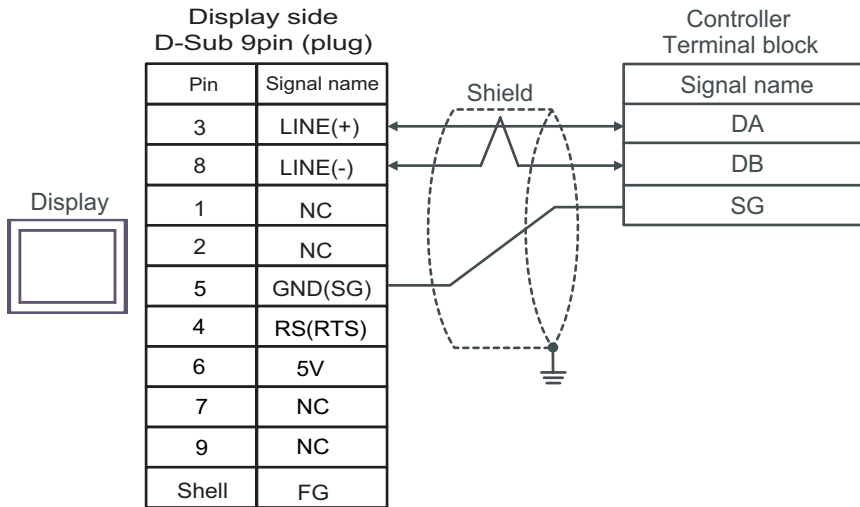 Display side
D-Sub 9pin (plug)
Controller
Terminal block
Pin Signal name
Shield
Signal name
3 LINE(+)
DA
8 LINE(-)
DB
Display
1 NC
SG
2 NC
5 GND(SG)
4 RS(RTS)
6 5V
7 NC
9 NC
Shell FG